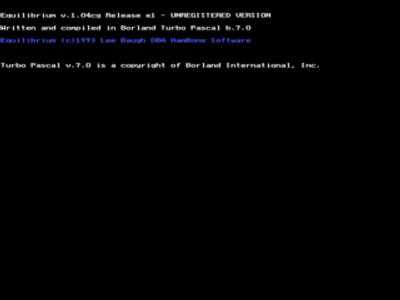 Equilibrium v.1.04cg Release e1 - UNREGISTERED VERSION
Written and compiled in Borland Turbo Pascal b.7.0
Equilibrium (c)1993 Lee Baugh DBA HamBone Software
Turbo Pascal v.7.0 is a copyright of Borland International, Inc.